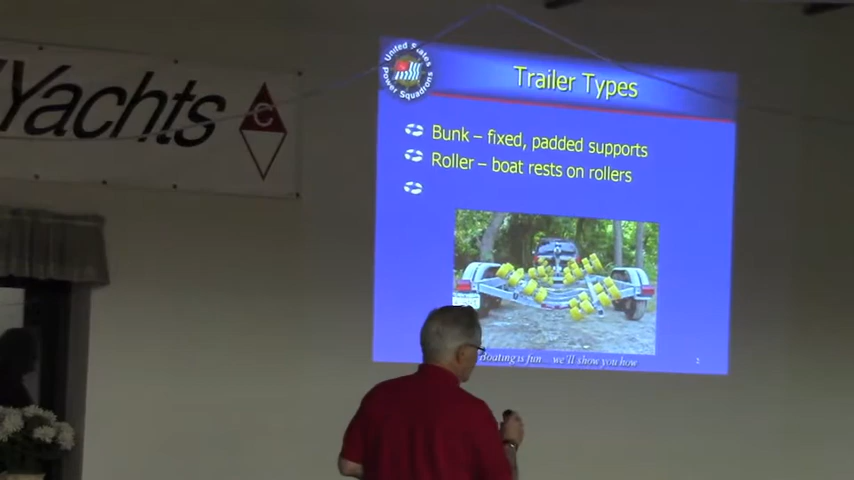 Yachts
C
United States
Power Squadrons
Trailer Types
Bunk – fixed, padded supports
Roller – boat rests on rollers
Boating is fun... we'll show you how